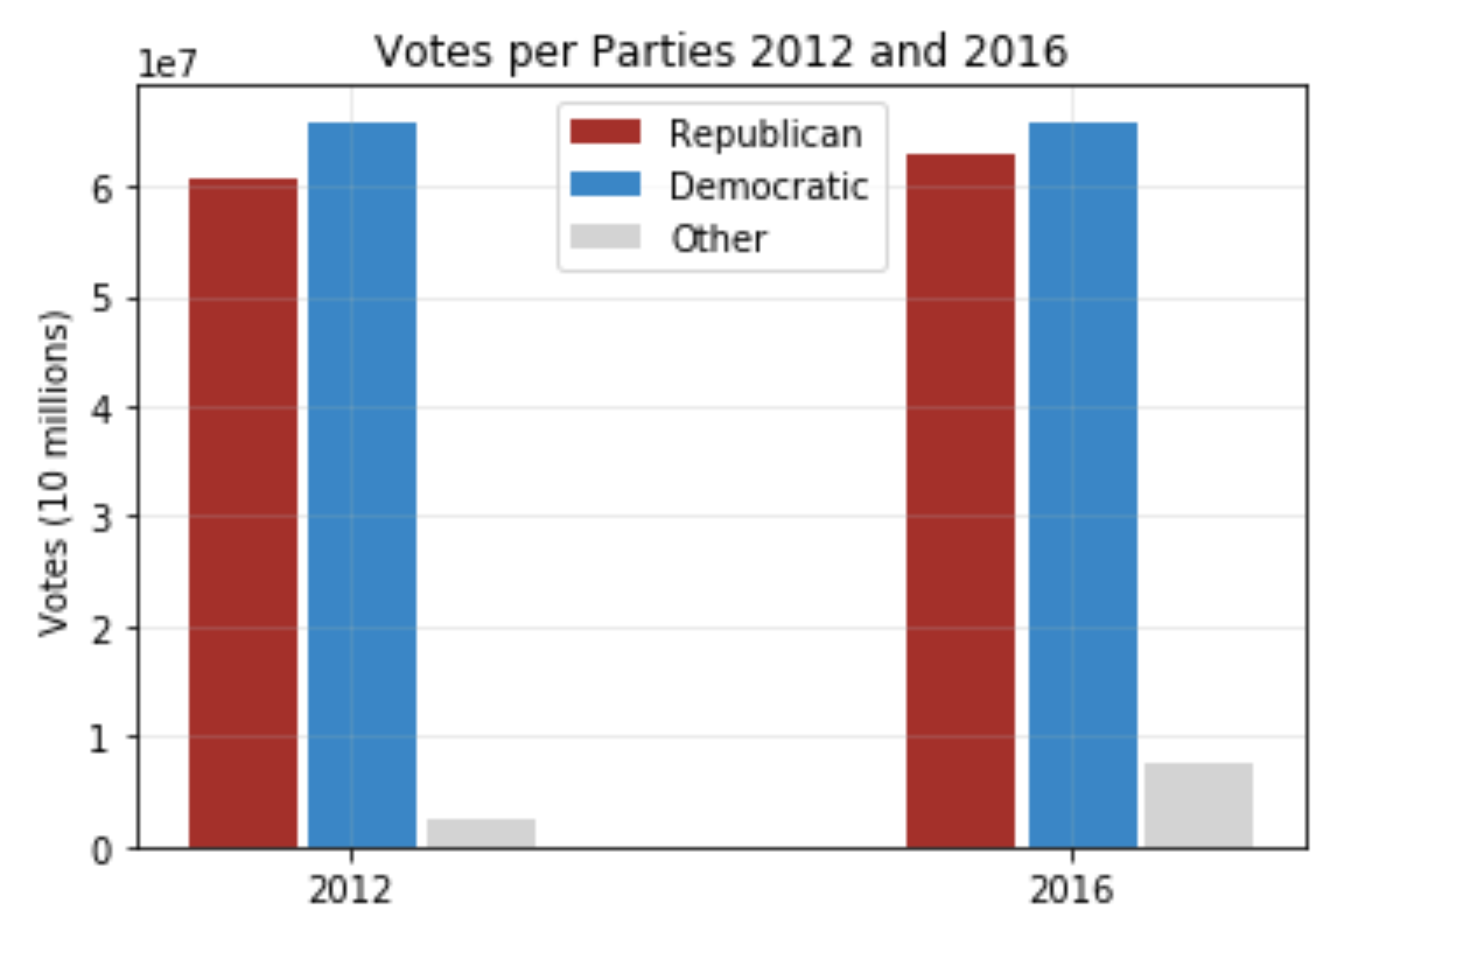 Votes per Parties 2012 and 2016
1e7
Republican
Democratic
Other
Votes (10 millions)
6
5
4
3
2
1
0
2012
2016